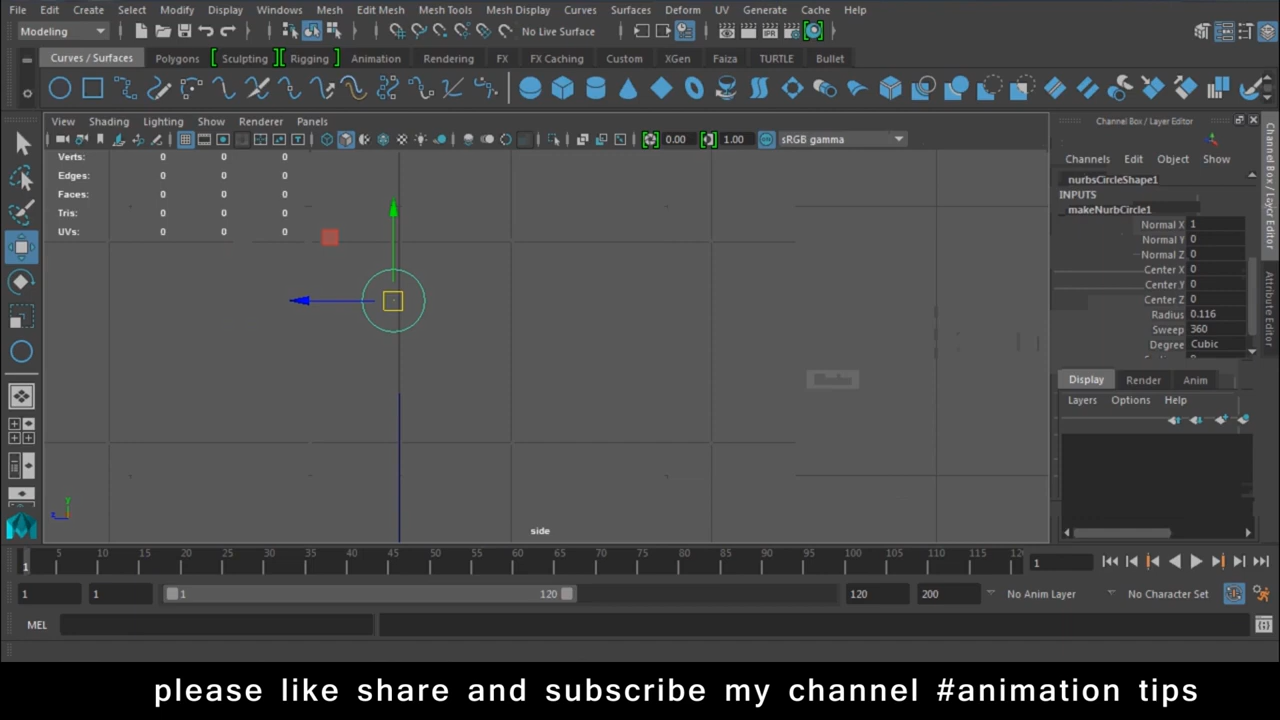 File Edit Create Select Modify Display Windows Mesh Edit Mesh Mesh Tools Mesh Display Curves Surfaces Deform UV Generate Cache Help
Modeling No Live Surface
Curves / Surfaces Polygons Sculpting Rigging Animation Rendering FX FX Caching Custom XGen Faiza TURTLE Bullet
View Shading Lighting Show Renderer Panels
0.00 1.00 sRGB gamma
Verts: 0 0 0
Edges: 0 0 0
Faces: 0 0 0
Tris: 0 0 0
UVs: 0 0 0
y
z
side
Channel Box / Layer Editor
Channels Edit Object Show
nurbsCircleShape1
INPUTS
makeNurbCircle1
Normal X 1
Normal Y 0
Normal Z 0
Center X 0
Center Y 0
Center Z 0
Radius 0.116
Sweep 360
Degree Cubic
Display Render Anim
Layers Options Help
Channel Box / Layer Editor
Attribute Editor
5 10 15 20 25 30 35 40 45 50 55 60 65 70 75 80 85 90 95 100 105 110 115
1 1
1 1 1 120 120 200 No Anim Layer No Character Set
MEL
please like share and subscribe my channel #animation tips